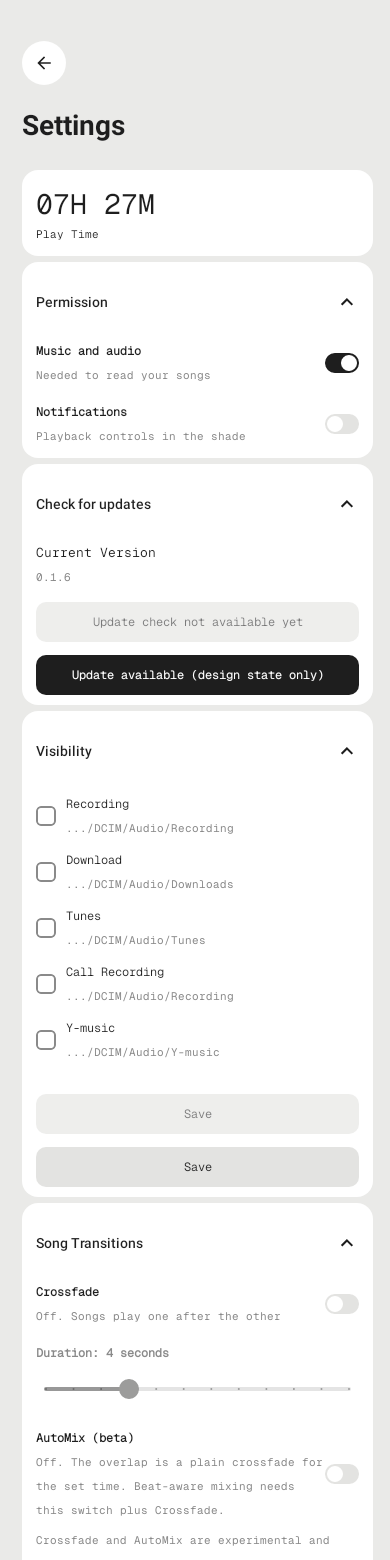 Settings
07H 27M
Play Time
Permission
Music and audio
Needed to read your songs
Notifications
Playback controls in the shade
Check for updates
Current Version
0.1.6
Update check not available yet
Update available (design state only)
Visibility
Recording
.../DCIM/Audio/Recording
Download
.../DCIM/Audio/Downloads
Tunes
.../DCIM/Audio/Tunes
Call Recording
.../DCIM/Audio/Recording
Y-music
.../DCIM/Audio/Y-music
Save
Save
Song Transitions
Crossfade
Off. Songs play one after the other
Duration: 4 seconds
AutoMix (beta)
Off. The overlap is a plain crossfade for
the set time. Beat-aware mixing needs
this switch plus Crossfade.
Crossfade and AutoMix are experimental and